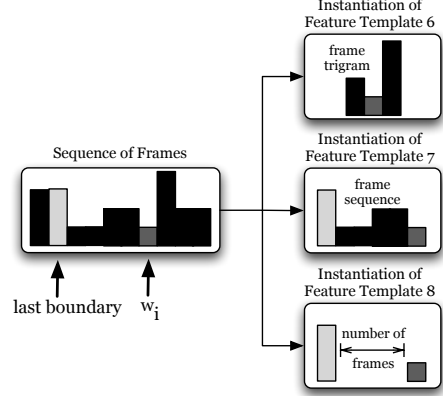 Instantiation of
Feature Template 6
frame
trigram
Sequence of Frames
last boundary
wi
Instantiation of
Feature Template 7
frame
sequence
Instantiation of
Feature Template 8
number of
frames